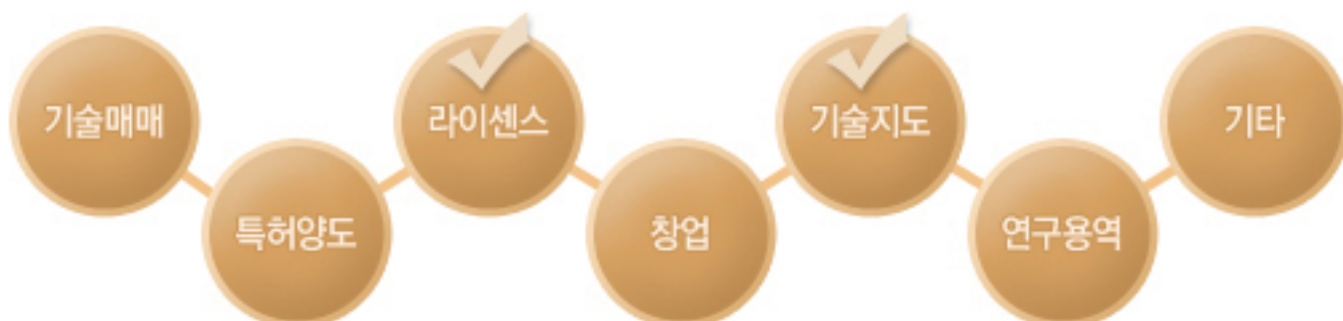 기술매매
특허양도
라이센스
창업
기술지도
연구용역
기타